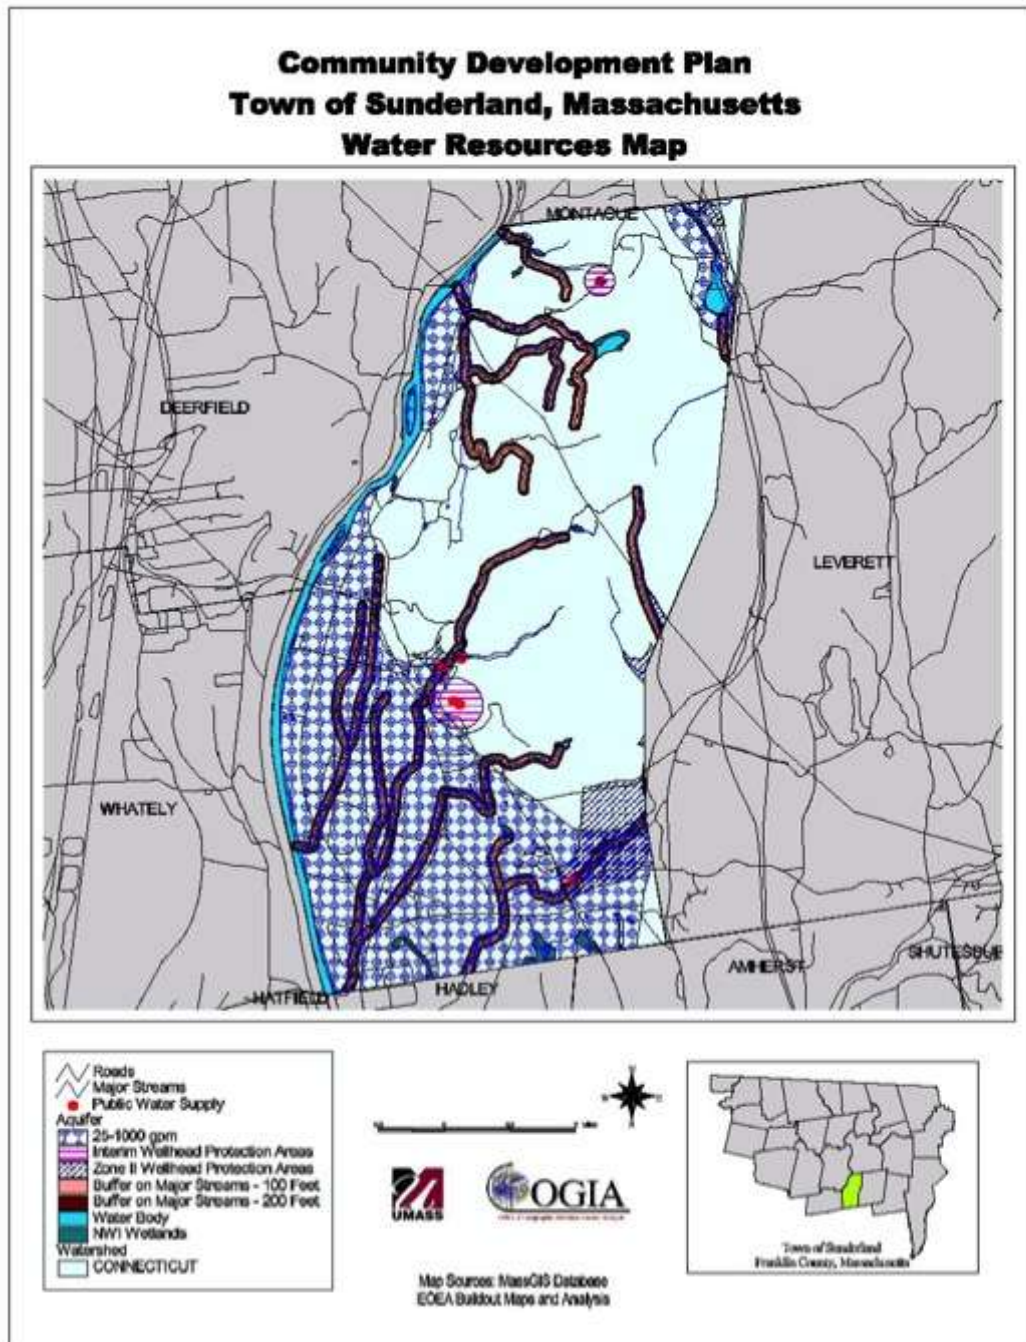 Community Development Plan
Town of Sunderland, Massachusetts
Water Resources Map
MONTAGUE
DEERFIELD
LEVERETT
WHATELY
HATFIELD
HADLEY
AMHERST
Roads
Major Streams
Public Water Supply
Aquifer
25-1000 gpm
Interim Wellhead Protection Areas
Zone II Wellhead Protection Areas
Buffer on Major Streams - 100 Feet
Buffer on Major Streams - 200 Feet
Water Body
NWI Wetlands
Watershed
CONNECTICUT
UMASS
OGIA
Town of Sunderland
Franklin County, Massachusetts
Map Sources: MassGIS Database
EOEA Buildout Maps and Analysis